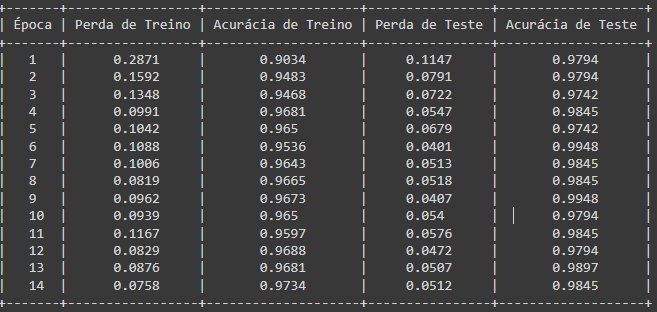 +-------+------------------+--------------------+----------------+-------------------+
| Época | Perda de Treino | Acurácia de Treino | Perda de Teste | Acurácia de Teste |
+-------+------------------+--------------------+----------------+-------------------+
| 1 | 0.2871 | 0.9034 | 0.1147 | 0.9794 |
| 2 | 0.1592 | 0.9483 | 0.0791 | 0.9794 |
| 3 | 0.1348 | 0.9468 | 0.0722 | 0.9742 |
| 4 | 0.0991 | 0.9681 | 0.0547 | 0.9845 |
| 5 | 0.1042 | 0.965 | 0.0679 | 0.9742 |
| 6 | 0.1088 | 0.9536 | 0.0401 | 0.9948 |
| 7 | 0.1006 | 0.9643 | 0.0513 | 0.9845 |
| 8 | 0.0819 | 0.9665 | 0.0518 | 0.9845 |
| 9 | 0.0962 | 0.9673 | 0.0407 | 0.9948 |
| 10 | 0.0939 | 0.965 | 0.054 | 0.9794 |
| 11 | 0.1167 | 0.9597 | 0.0576 | 0.9845 |
| 12 | 0.0829 | 0.9688 | 0.0472 | 0.9794 |
| 13 | 0.0876 | 0.9681 | 0.0507 | 0.9897 |
| 14 | 0.0758 | 0.9734 | 0.0512 | 0.9845 |
+-------+------------------+--------------------+----------------+-------------------+